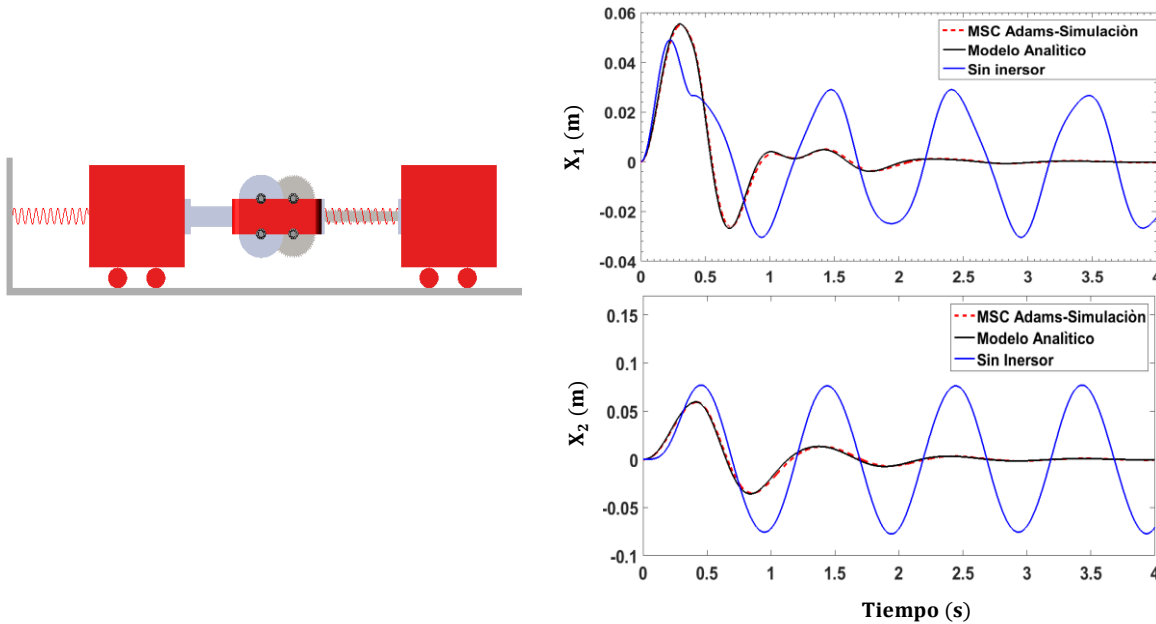 0.06
0.04
0.02
0
-0.02
-0.04
X1 (m)
MSC Adams-Simulaciòn
Modelo Analitico
Sin inersor
0 0.5 1 1.5 2 2.5 3 3.5 4
0.15
0.1
0.05
0
-0.05
-0.1
X2 (m)
MSC Adams-Simulaciòn
Modelo Analìtico
Sin Inersor
0 0.5 1 1.5 2 2.5 3 3.5 4
Tiempo (s)